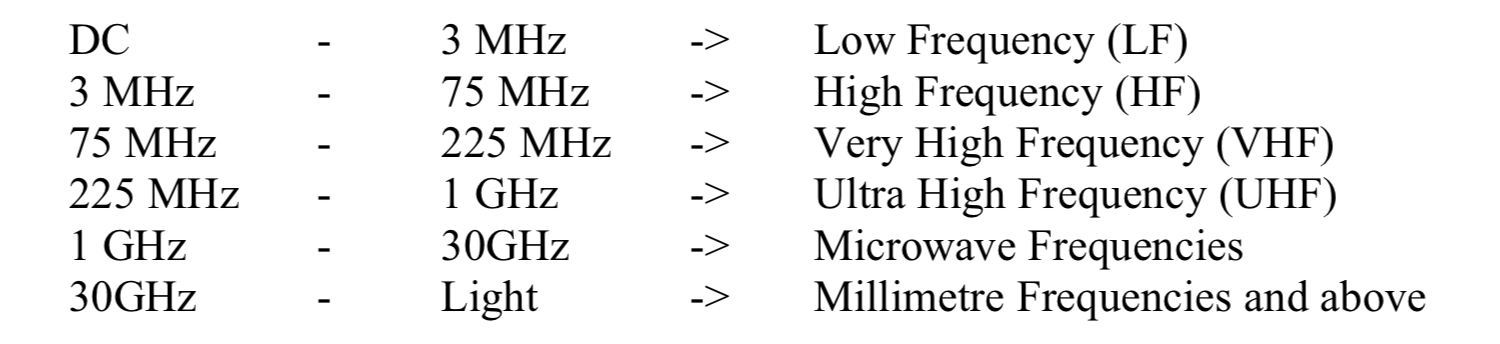 DC - 3 MHz -> Low Frequency (LF)
3 MHz - 75 MHz -> High Frequency (HF)
75 MHz - 225 MHz -> Very High Frequency (VHF)
225 MHz - 1 GHz -> Ultra High Frequency (UHF)
1 GHz - 30GHz -> Microwave Frequencies
30GHz - Light -> Millimetre Frequencies and above